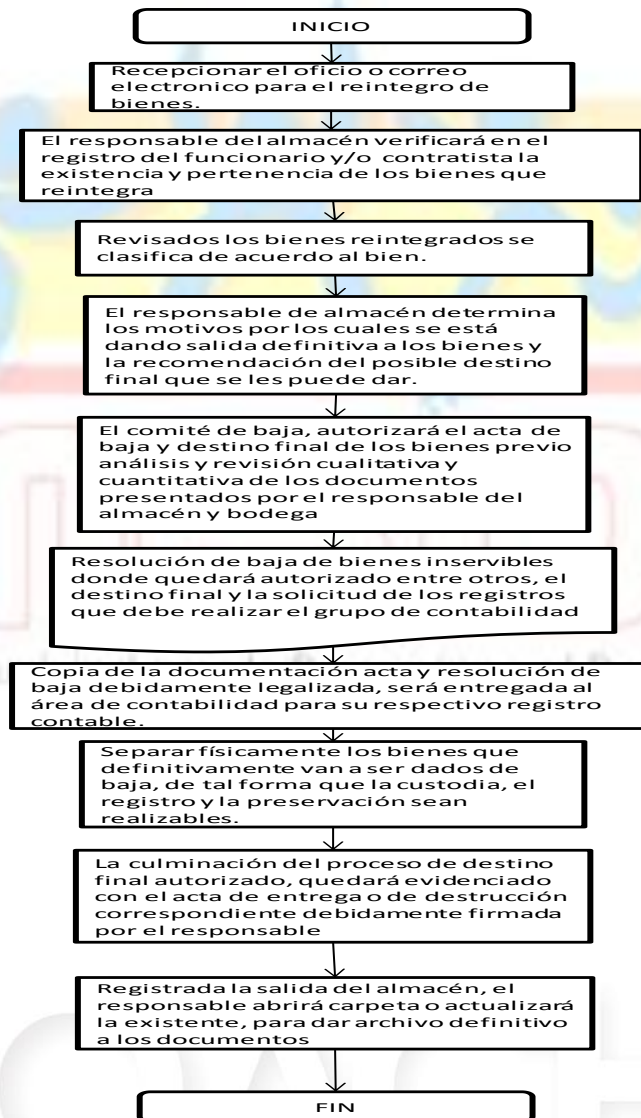 INICIO
Recepcionar el oficio o correo
electronico para el reintegro de
bienes.
El responsable del almacén verificará en el
registro del funcionario y/o contratista la
existencia y pertenencia de los bienes que
reintegra
Revisados los bienes reintegrados se
clasifica de acuerdo al bien.
El responsable de almacén determina
los motivos por los cuales se está
dando salida definitiva a los bienes y
la recomendación del posible destino
final que se les puede dar.
El comité de baja, autorizará el acta de
baja y destino final de los bienes previo
análisis y revisión cualitativa y
cuantitativa de los documentos
presentados por el responsable del
almacén y bodega
Resolución de baja de bienes inservibles
donde quedará autorizado entre otros, el
destino final y la solicitud de los registros
que debe realizar el grupo de contabilidad
Copia de la documentación acta y resolución de
baja debidamente legalizada, será entregada al
área de contabilidad para su respectivo registro
contable.
Separar físicamente los bienes que
definitivamente van a ser dados de
baja, de tal forma que la custodia, el
registro y la preservación sean
realizables.
La culminación del proceso de destino
final autorizado, quedará evidenciado
con el acta de entrega o de destrucción
correspondiente debidamente firmada
por el responsable
Registrada la salida del almacén, el
responsable abrirá carpeta o actualizará
la existente, para dar archivo definitivo
a los documentos
FIN